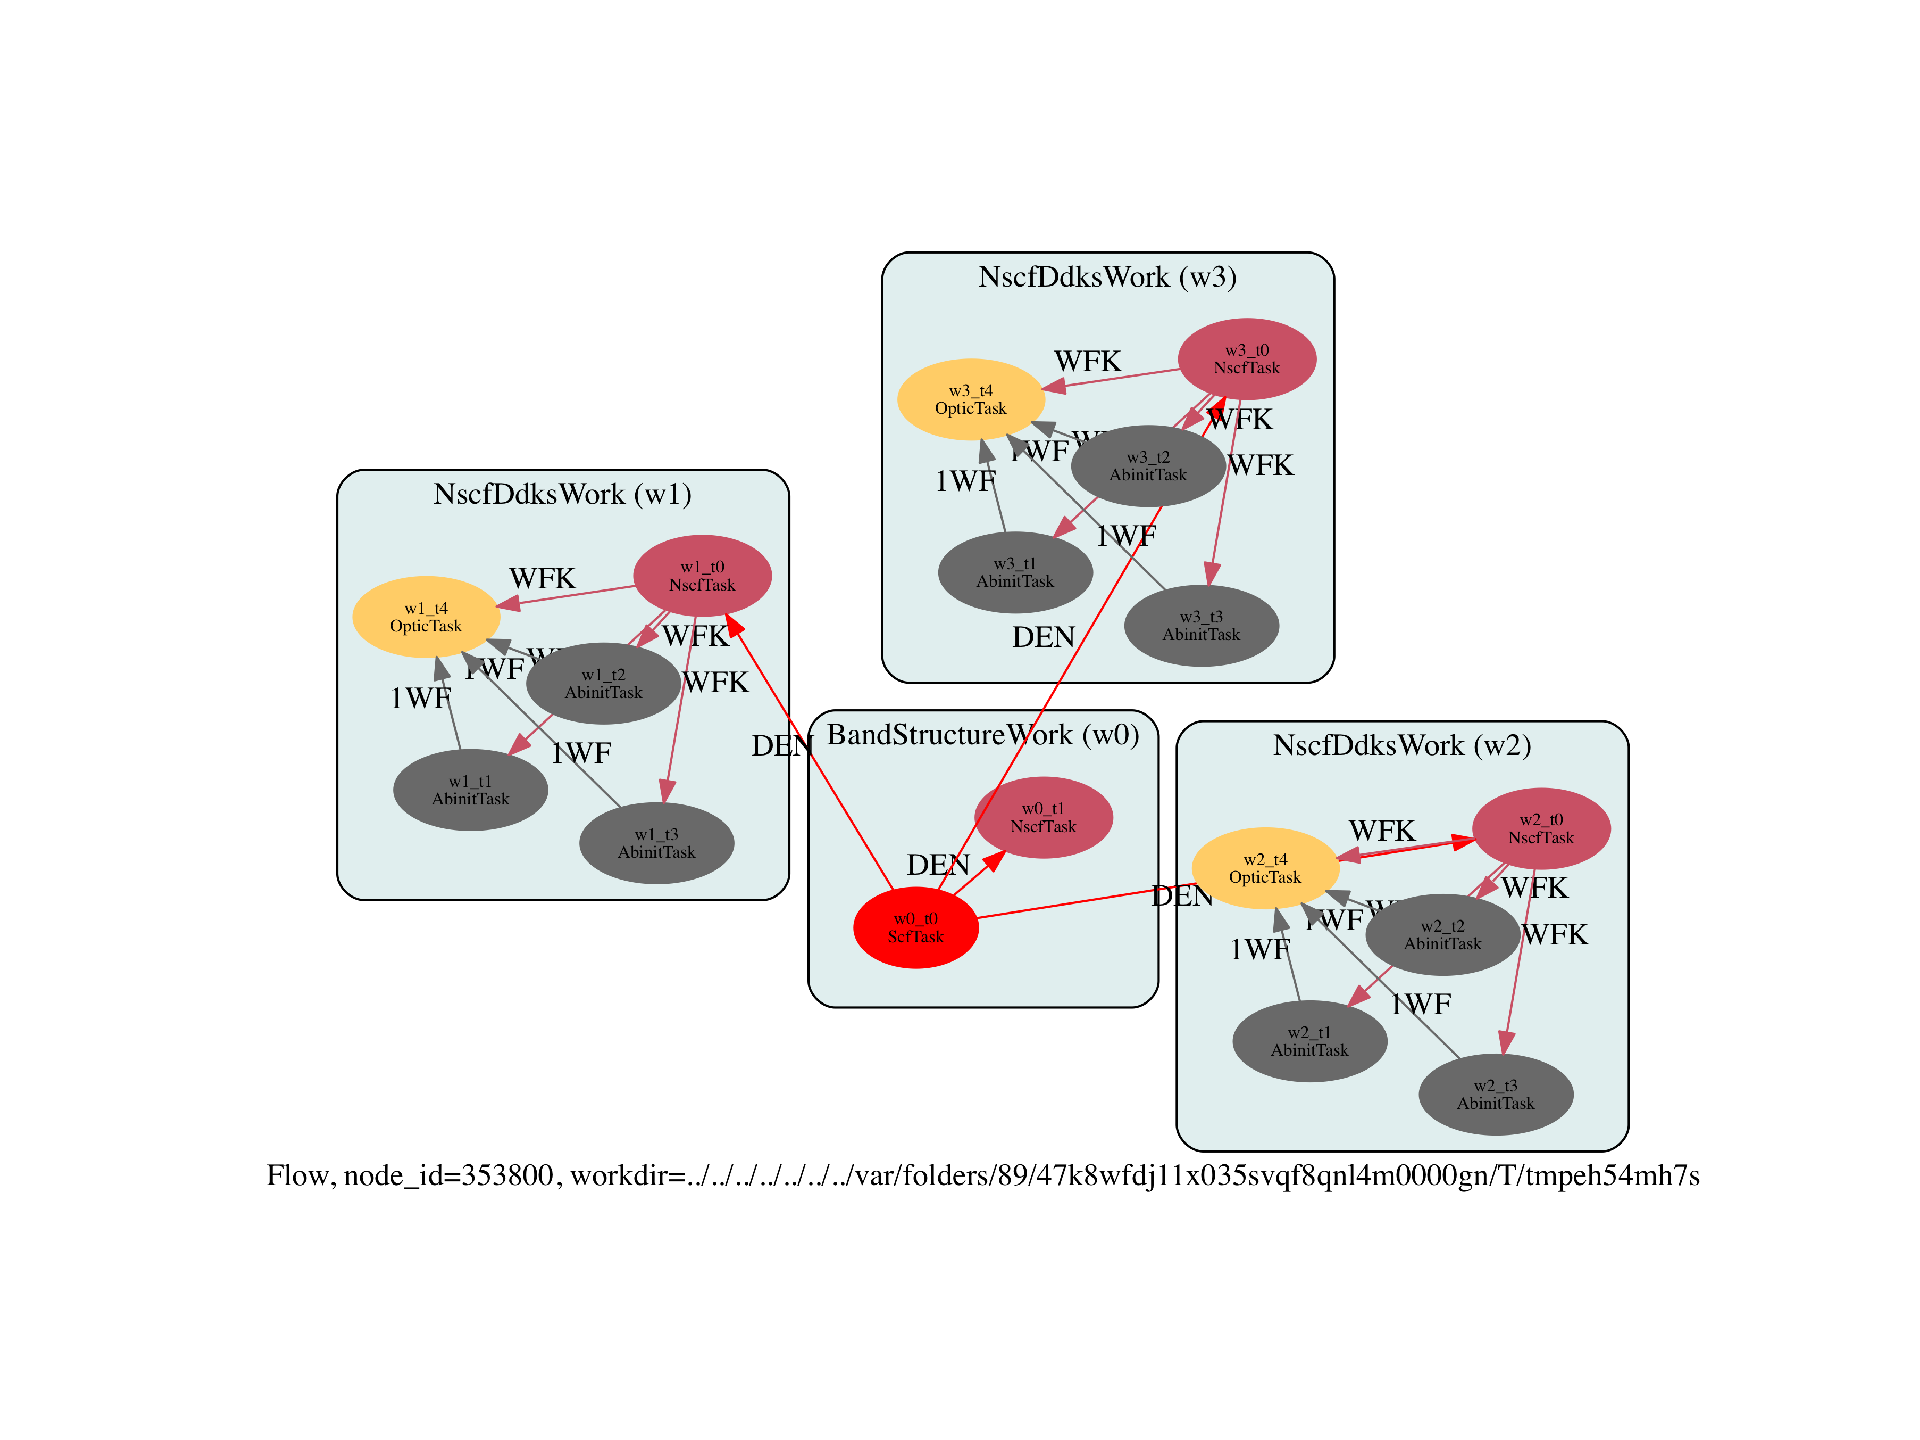 NscfDdksWork (w3)
w3_t0
NscfTask
WFK
w3_t4
OpticTask
WFK
1WF
w3_t2
AbinitTask
WFK
1WF
1WF
w3_t1
AbinitTask
w3_t3
AbinitTask
DEN
NscfDdksWork (w1)
w1_t0
NscfTask
WFK
w1_t4
OpticTask
WFK
1WF
w1_t2
AbinitTask
WFK
1WF
DEN
1WF
w1_t1
AbinitTask
w1_t3
AbinitTask
BandStructureWork (w0)
w0_t1
NscfTask
DEN
w0_t0
ScfTask
DEN
NscfDdksWork (w2)
w2_t0
NscfTask
WFK
w2_t4
OpticTask
WFK
1WF
w2_t2
AbinitTask
WFK
1WF
1WF
w2_t1
AbinitTask
w2_t3
AbinitTask
Flow, node_id=353800, workdir=../../../../../../../var/folders/89/47k8wfdj11x035svqf8qnl4m0000gn/T/tmpeh54mh7s